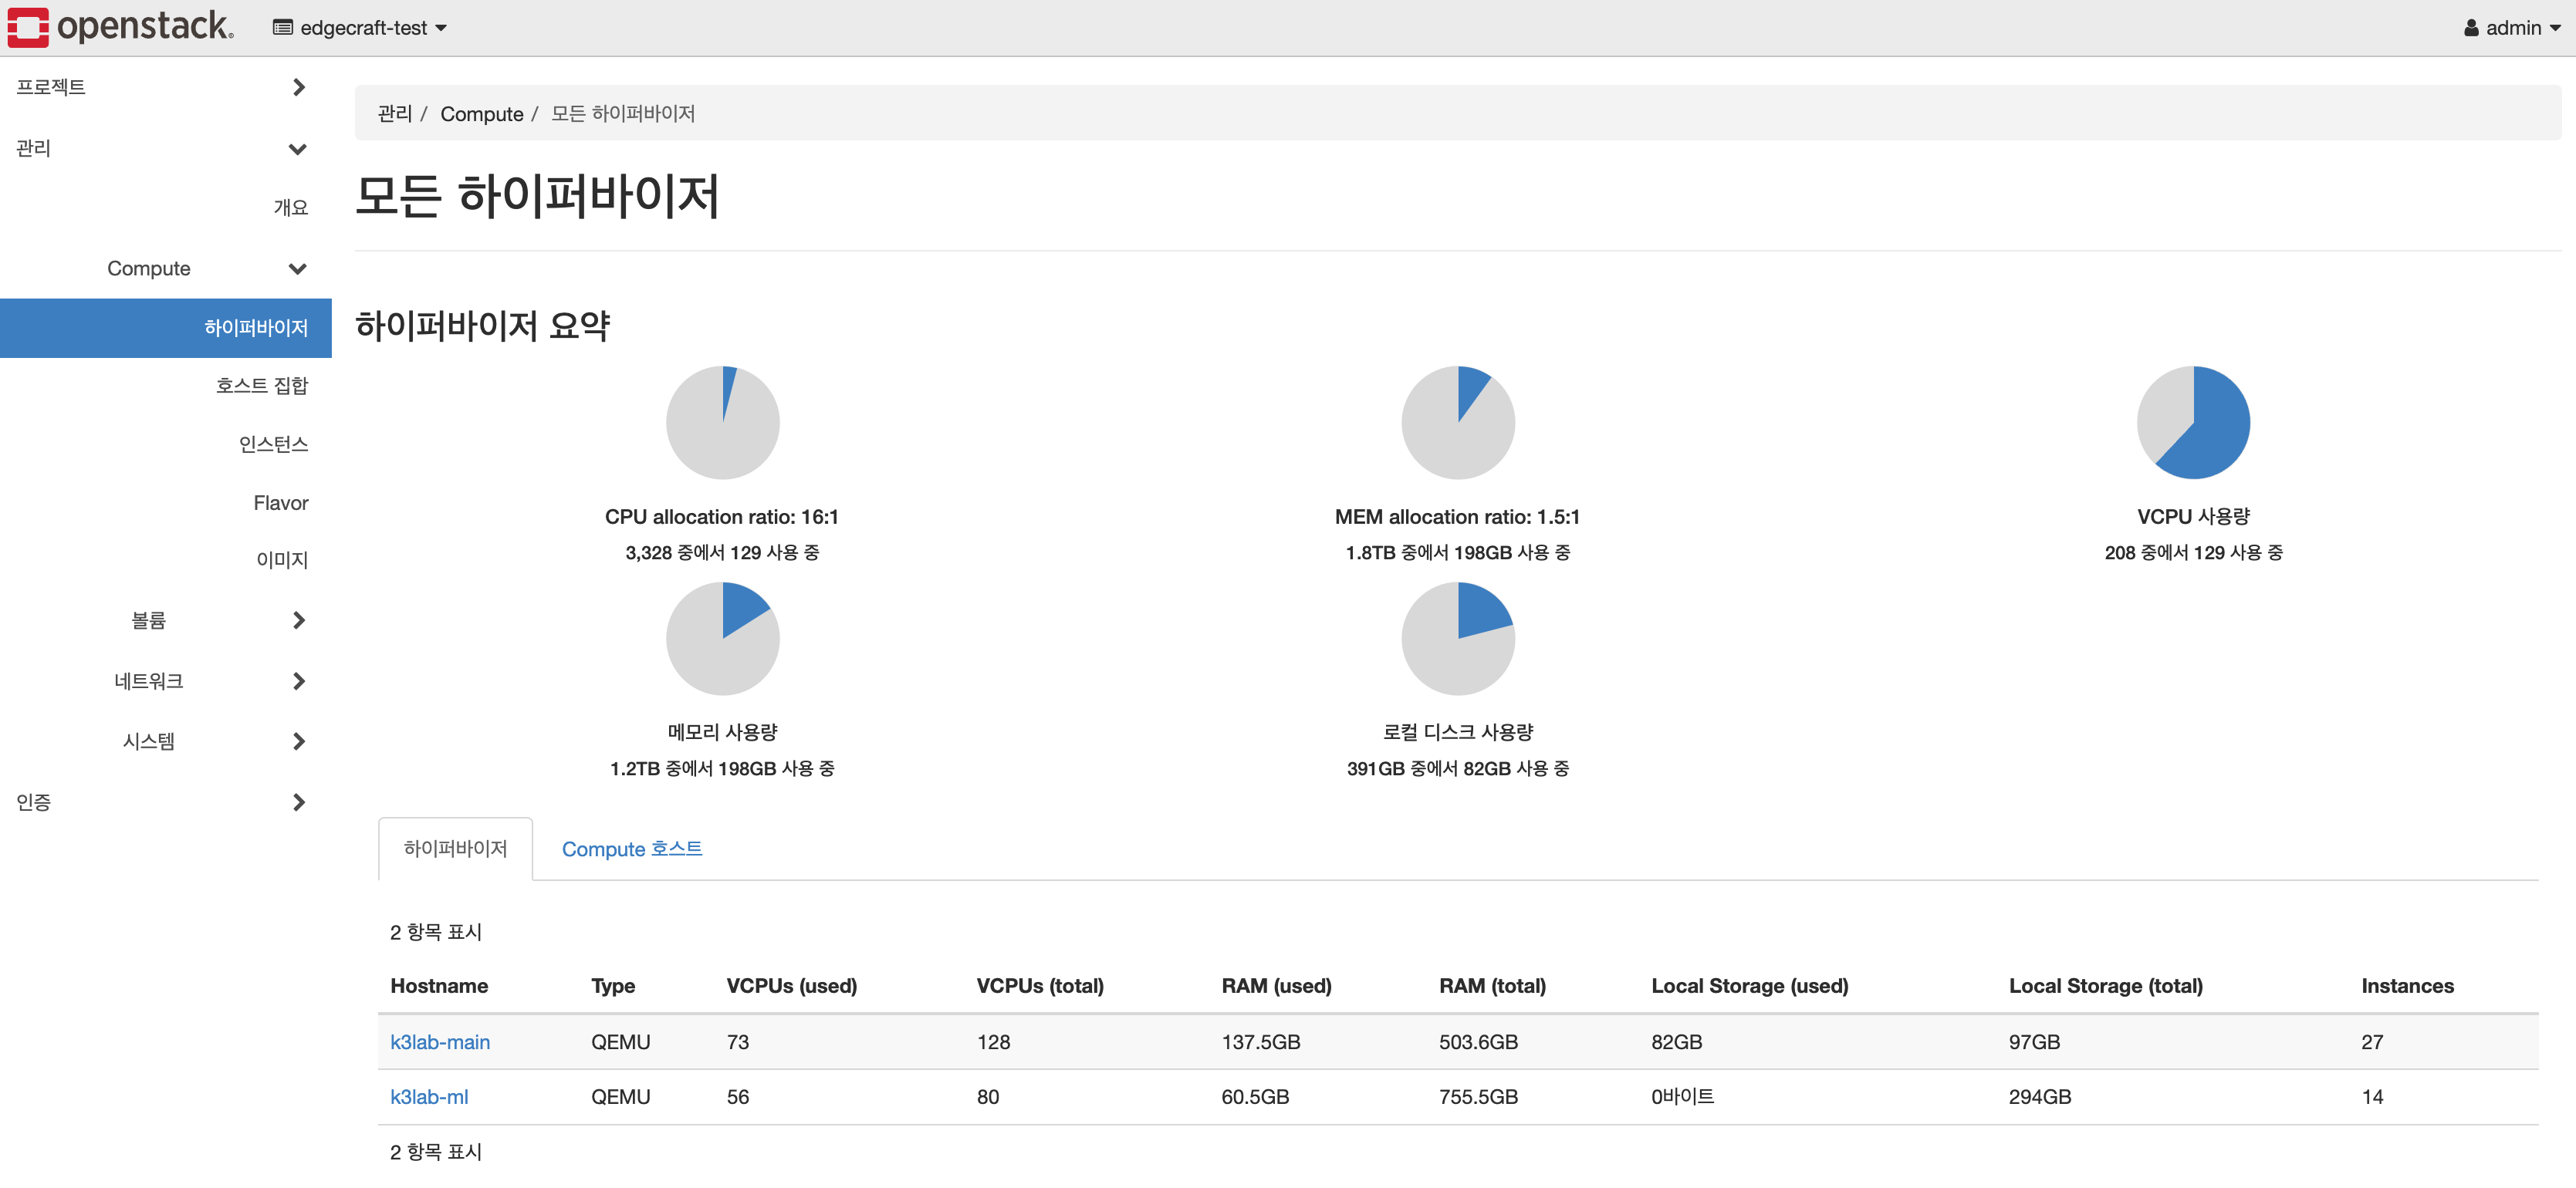 openstack.
edgecraft-test
admin
프로젝트
관리
개요
Compute
하이퍼바이저
호스트 집합
인스턴스
Flavor
이미지
볼륨
네트워크
시스템
인증
관리 / Compute / 모든 하이퍼바이저
모든 하이퍼바이저
하이퍼바이저 요약
CPU allocation ratio: 16:1
3,328 중에서 129 사용 중
MEM allocation ratio: 1.5:1
1.8TB 중에서 198GB 사용 중
VCPU 사용량
208 중에서 129 사용 중
메모리 사용량
1.2TB 중에서 198GB 사용 중
로컬 디스크 사용량
391GB 중에서 82GB 사용 중
하이퍼바이저 Compute 호스트
2 항목 표시
Hostname Type VCPUs (used) VCPUs (total) RAM (used) RAM (total) Local Storage (used) Local Storage (total) Instances
k3lab-main QEMU 73 128 137.5GB 503.6GB 82GB 97GB 27
k3lab-ml QEMU 56 80 60.5GB 755.5GB 0바이트 294GB 14
2 항목 표시